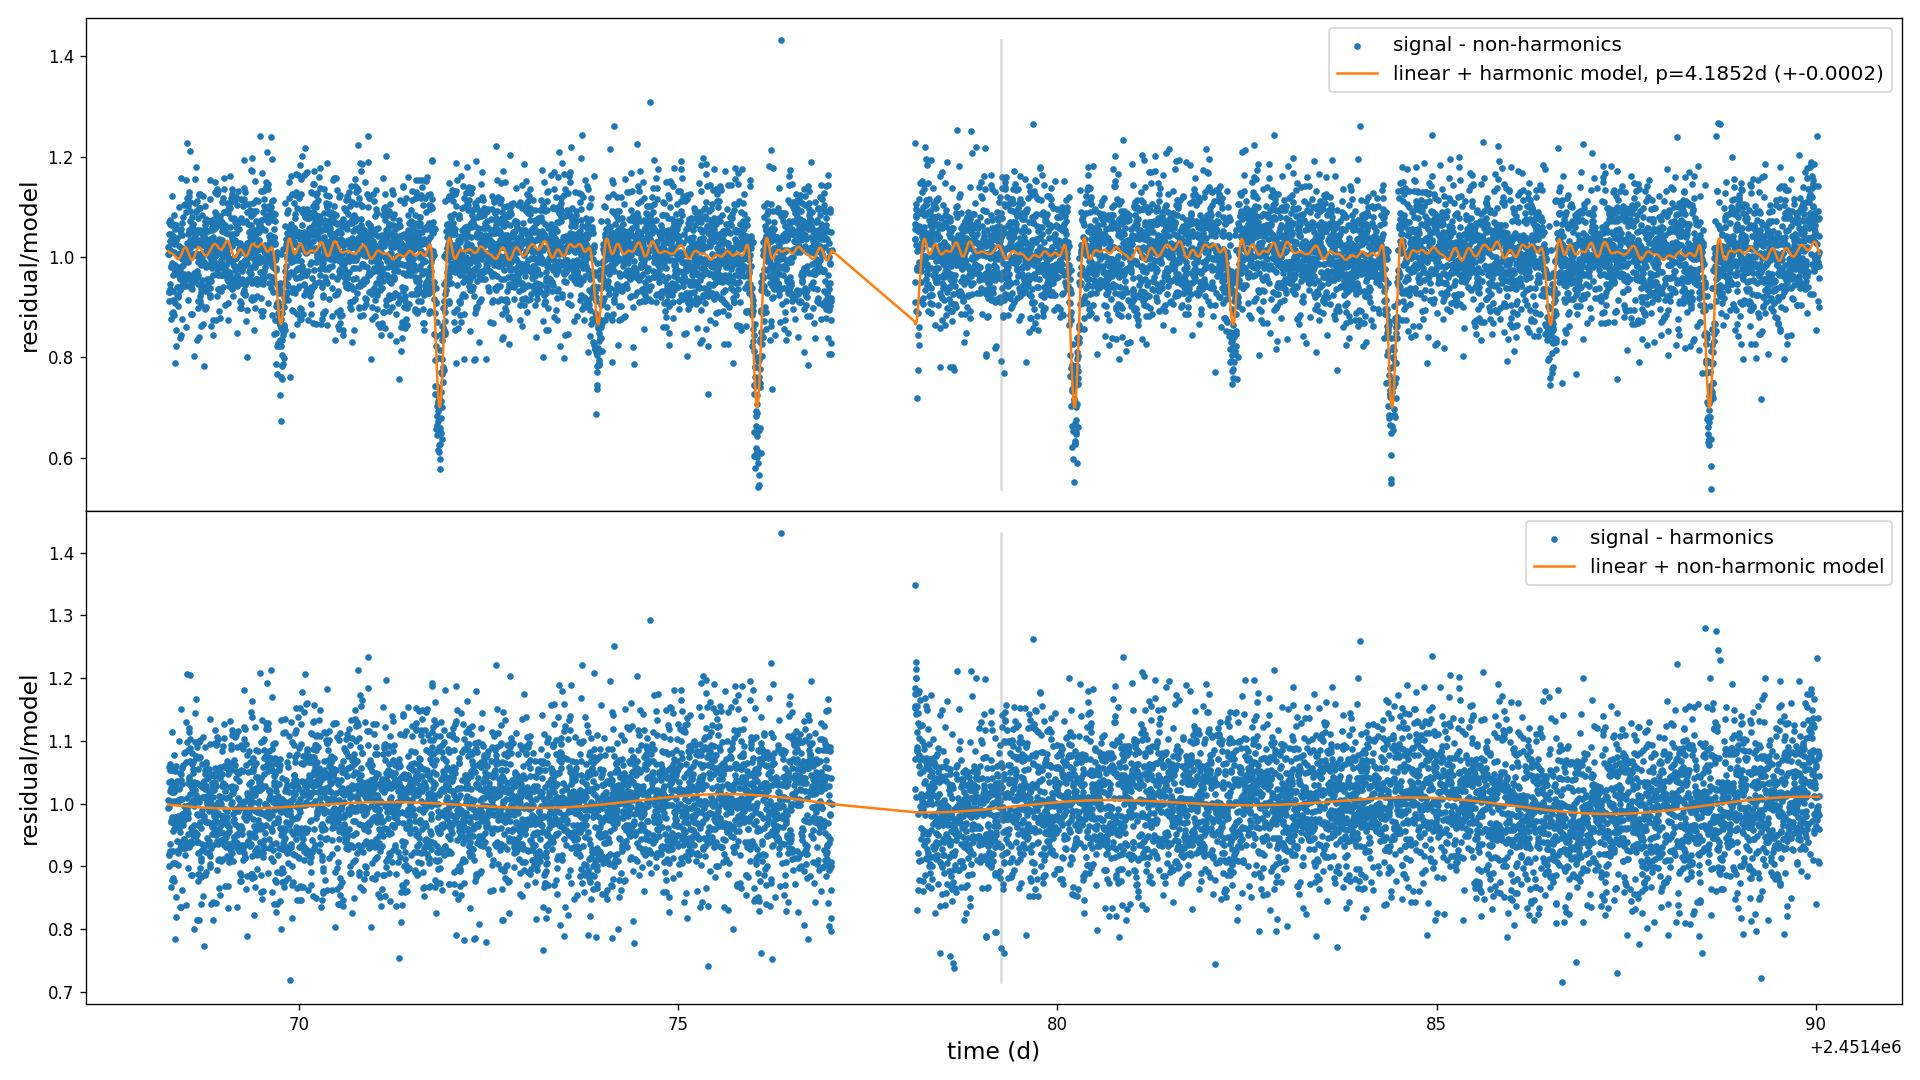 signal - non-harmonics
linear + harmonic model, p=4.1852d (+-0.0002)
1.4
1.2
1.0
0.8
0.6
residual/model
signal - harmonics
linear + non-harmonic model
1.4
1.3
1.2
1.1
1.0
0.9
0.8
0.7
residual/model
70 75 80 85 90
time (d)
+2.4514e6